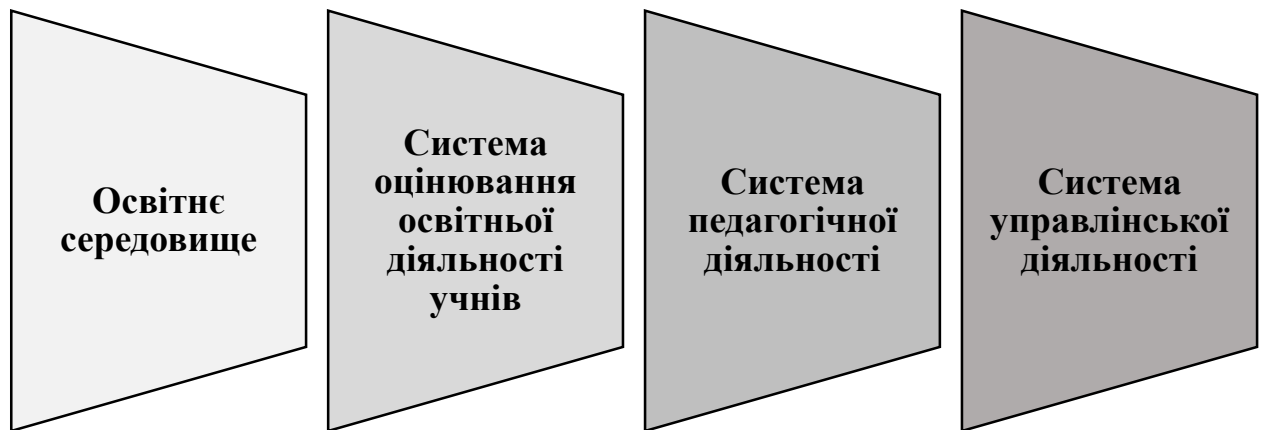 Освітнє
середовище
Система
оцінювання
освітньої
діяльності
учнів
Система
педагогічної
діяльності
Система
управлінської
діяльності